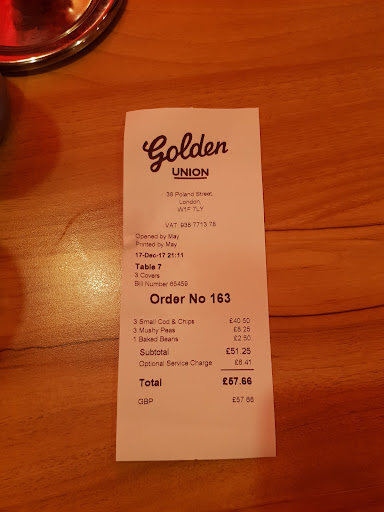 Golden
UNION
38 Poland Street,
London,
W1F 7LY
VAT 7713 78
Opened by May
Printed by May
17-Dec-17 21:11
Table 7
3 Covers
Bill Number
Order No 163
3 Small Cod & Chips £40.50
3 Mushy Peas £8.25
1 Baked Beans £2.50
Subtotal £51.25
Optional Service Charge £6.41
Total £57.66
GBP £57.66